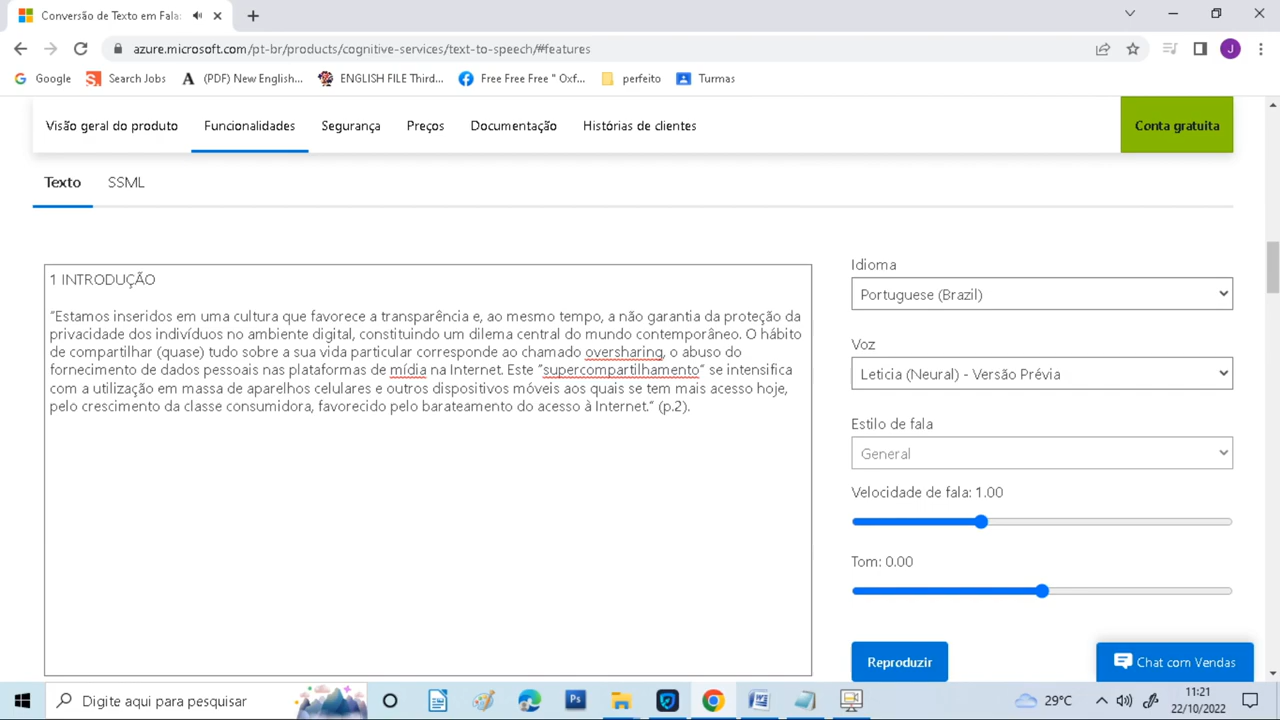 Conversão de Texto em Fala:
azure.microsoft.com/pt-br/products/cognitive-services/text-to-speech/#features
J
Google
Search Jobs
(PDF) New English...
ENGLISH FILE Third...
Free Free Free " Oxf...
perfeito
Turmas
Visão geral do produto
Funcionalidades
Segurança
Preços
Documentação
Histórias de clientes
Conta gratuita
Texto
SSML
1 INTRODUÇÃO
"Estamos inseridos em uma cultura que favorece a transparência e, ao mesmo tempo, a não garantia da proteção da
privacidade dos indivíduos no ambiente digital, constituindo um dilema central do mundo contemporâneo. O hábito
de compartilhar (quase) tudo sobre a sua vida particular corresponde ao chamado oversharing, o abuso do
fornecimento de dados pessoais nas plataformas de mídia na Internet. Este "supercompartilhamento" se intensifica
com a utilização em massa de aparelhos celulares e outros dispositivos móveis aos quais se tem mais acesso hoje,
pelo crescimento da classe consumidora, favorecido pelo barateamento do acesso à Internet." (p.2).
Idioma
Portuguese (Brazil)
Voz
Leticia (Neural) - Versão Prévia
Estilo de fala
General
Velocidade de fala: 1.00
Tom: 0.00
Reproduzir
Chat com Vendas
Digite aqui para pesquisar
Ps
29°C
11:21
22/10/2022